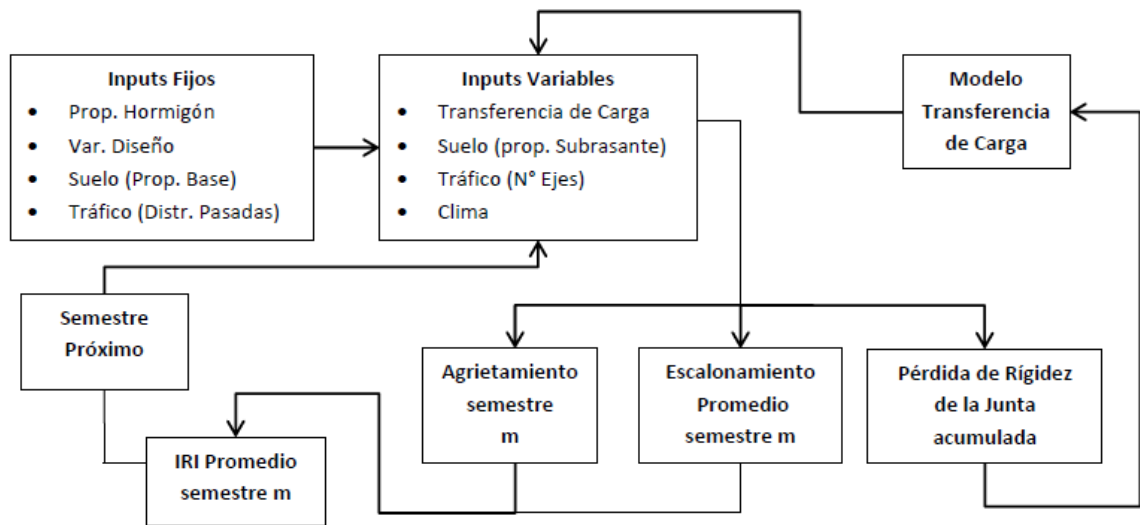 Inputs Fijos
• Prop. Hormigón
• Var. Diseño
• Suelo (Prop. Base)
• Tráfico (Distr. Pasadas)
Inputs Variables
• Transferencia de Carga
• Suelo (prop. Subrasante)
• Tráfico (N° Ejes)
• Clima
Modelo
Transferencia
de Carga
Semestre
Próximo
Agrietamiento
semestre
m
Escalonamiento
Promedio
semestre m
Pérdida de Rígidez
de la Junta
acumulada
IRI Promedio
semestre m